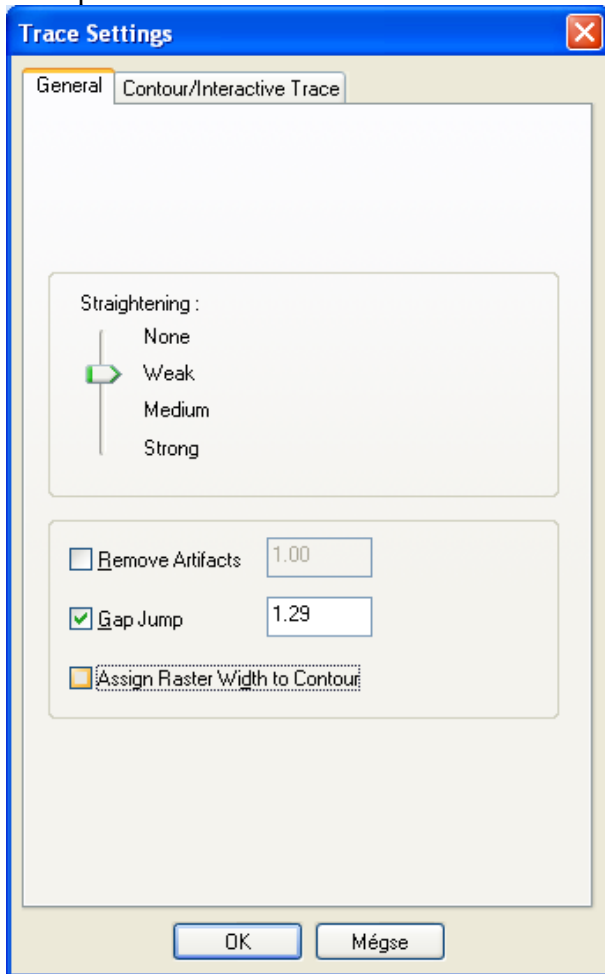 Trace Settings
General
Contour/Interactive Trace
Straightening :
None
Weak
Medium
Strong
Remove Artifacts
1.00
Gap Jump
1.29
Assign Raster Width to Contour
OK
Mégse